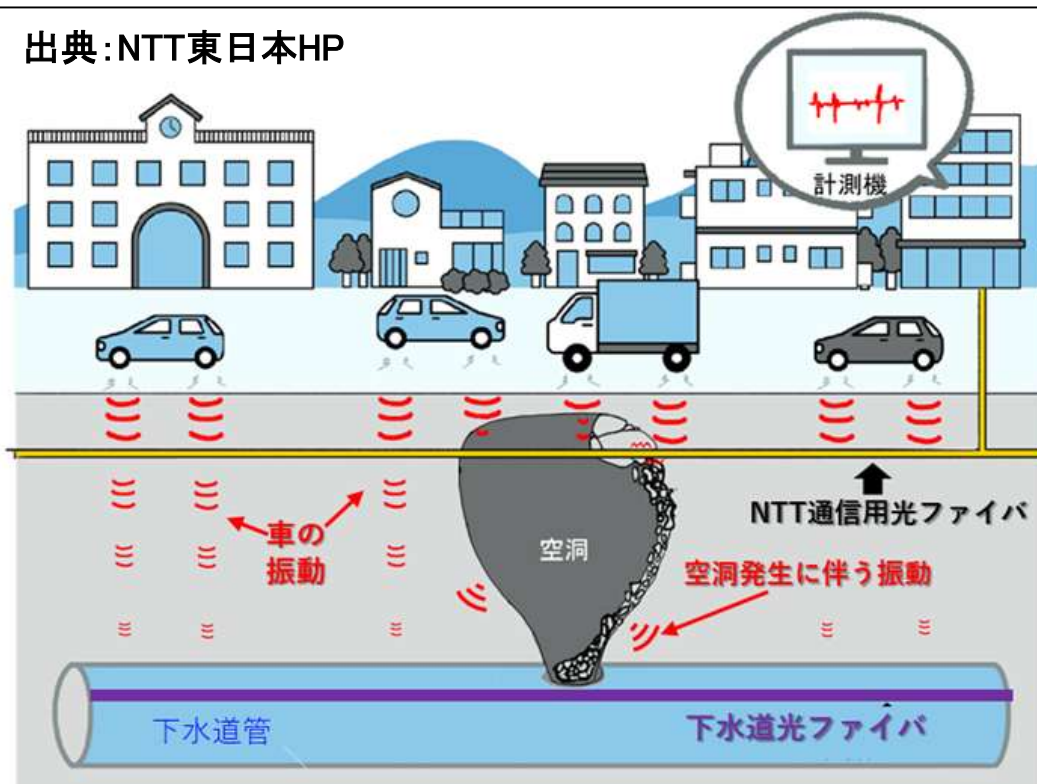 出典:NTT東日本HP
計測機
NTT通信用光ファイバ
車の
振動
空洞
空洞発生に伴う振動
下水道管
下水道光ファイバ